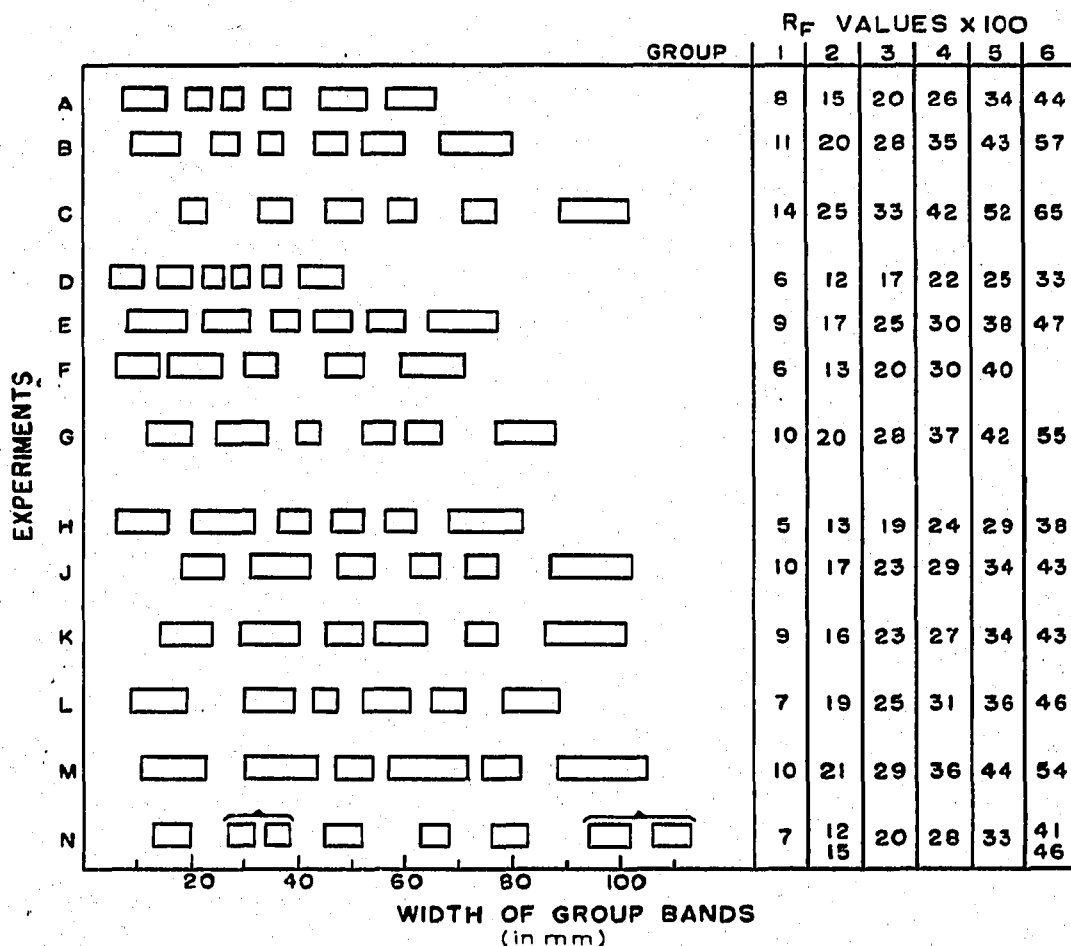 RF VALUES X100
GROUP 1 2 3 4 5 6
A 8 15 20 26 34 44
B 11 20 28 35 43 57
C 14 25 33 42 52 65
D 6 12 17 22 25 33
E 9 17 25 30 38 47
F 6 13 20 30 40
G 10 20 28 37 42 55
H 5 13 19 24 29 38
J 10 17 23 29 34 43
K 9 16 23 27 34 43
L 7 19 25 31 36 46
M 10 21 29 36 44 54
N 7 12 20 28 33 41
15 46
EXPERIMENTS
20 40 60 80 100
WIDTH OF GROUP BANDS
(in mm)